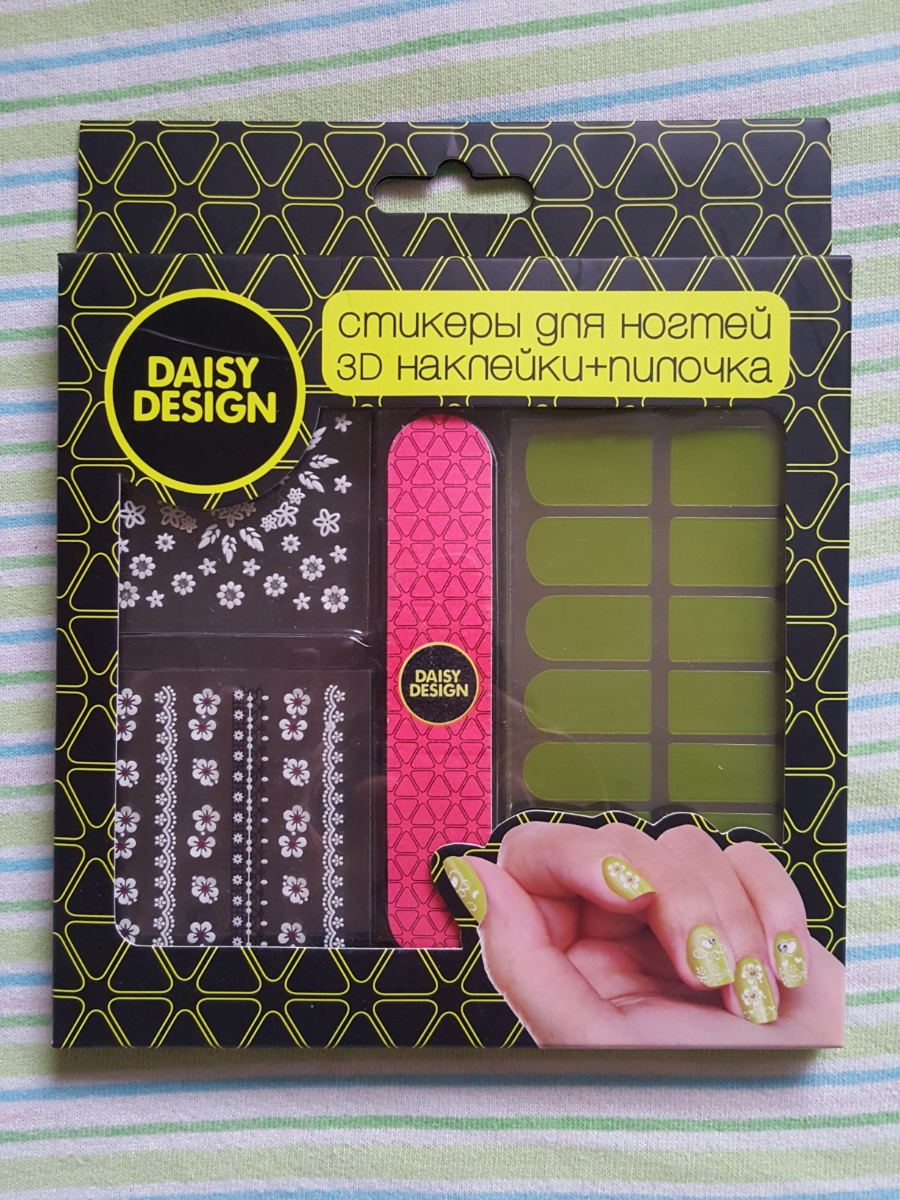 DAISY
DESIGN
стикеры для ногтей
3D наклейки+пилочка
DAISY
DESIGN